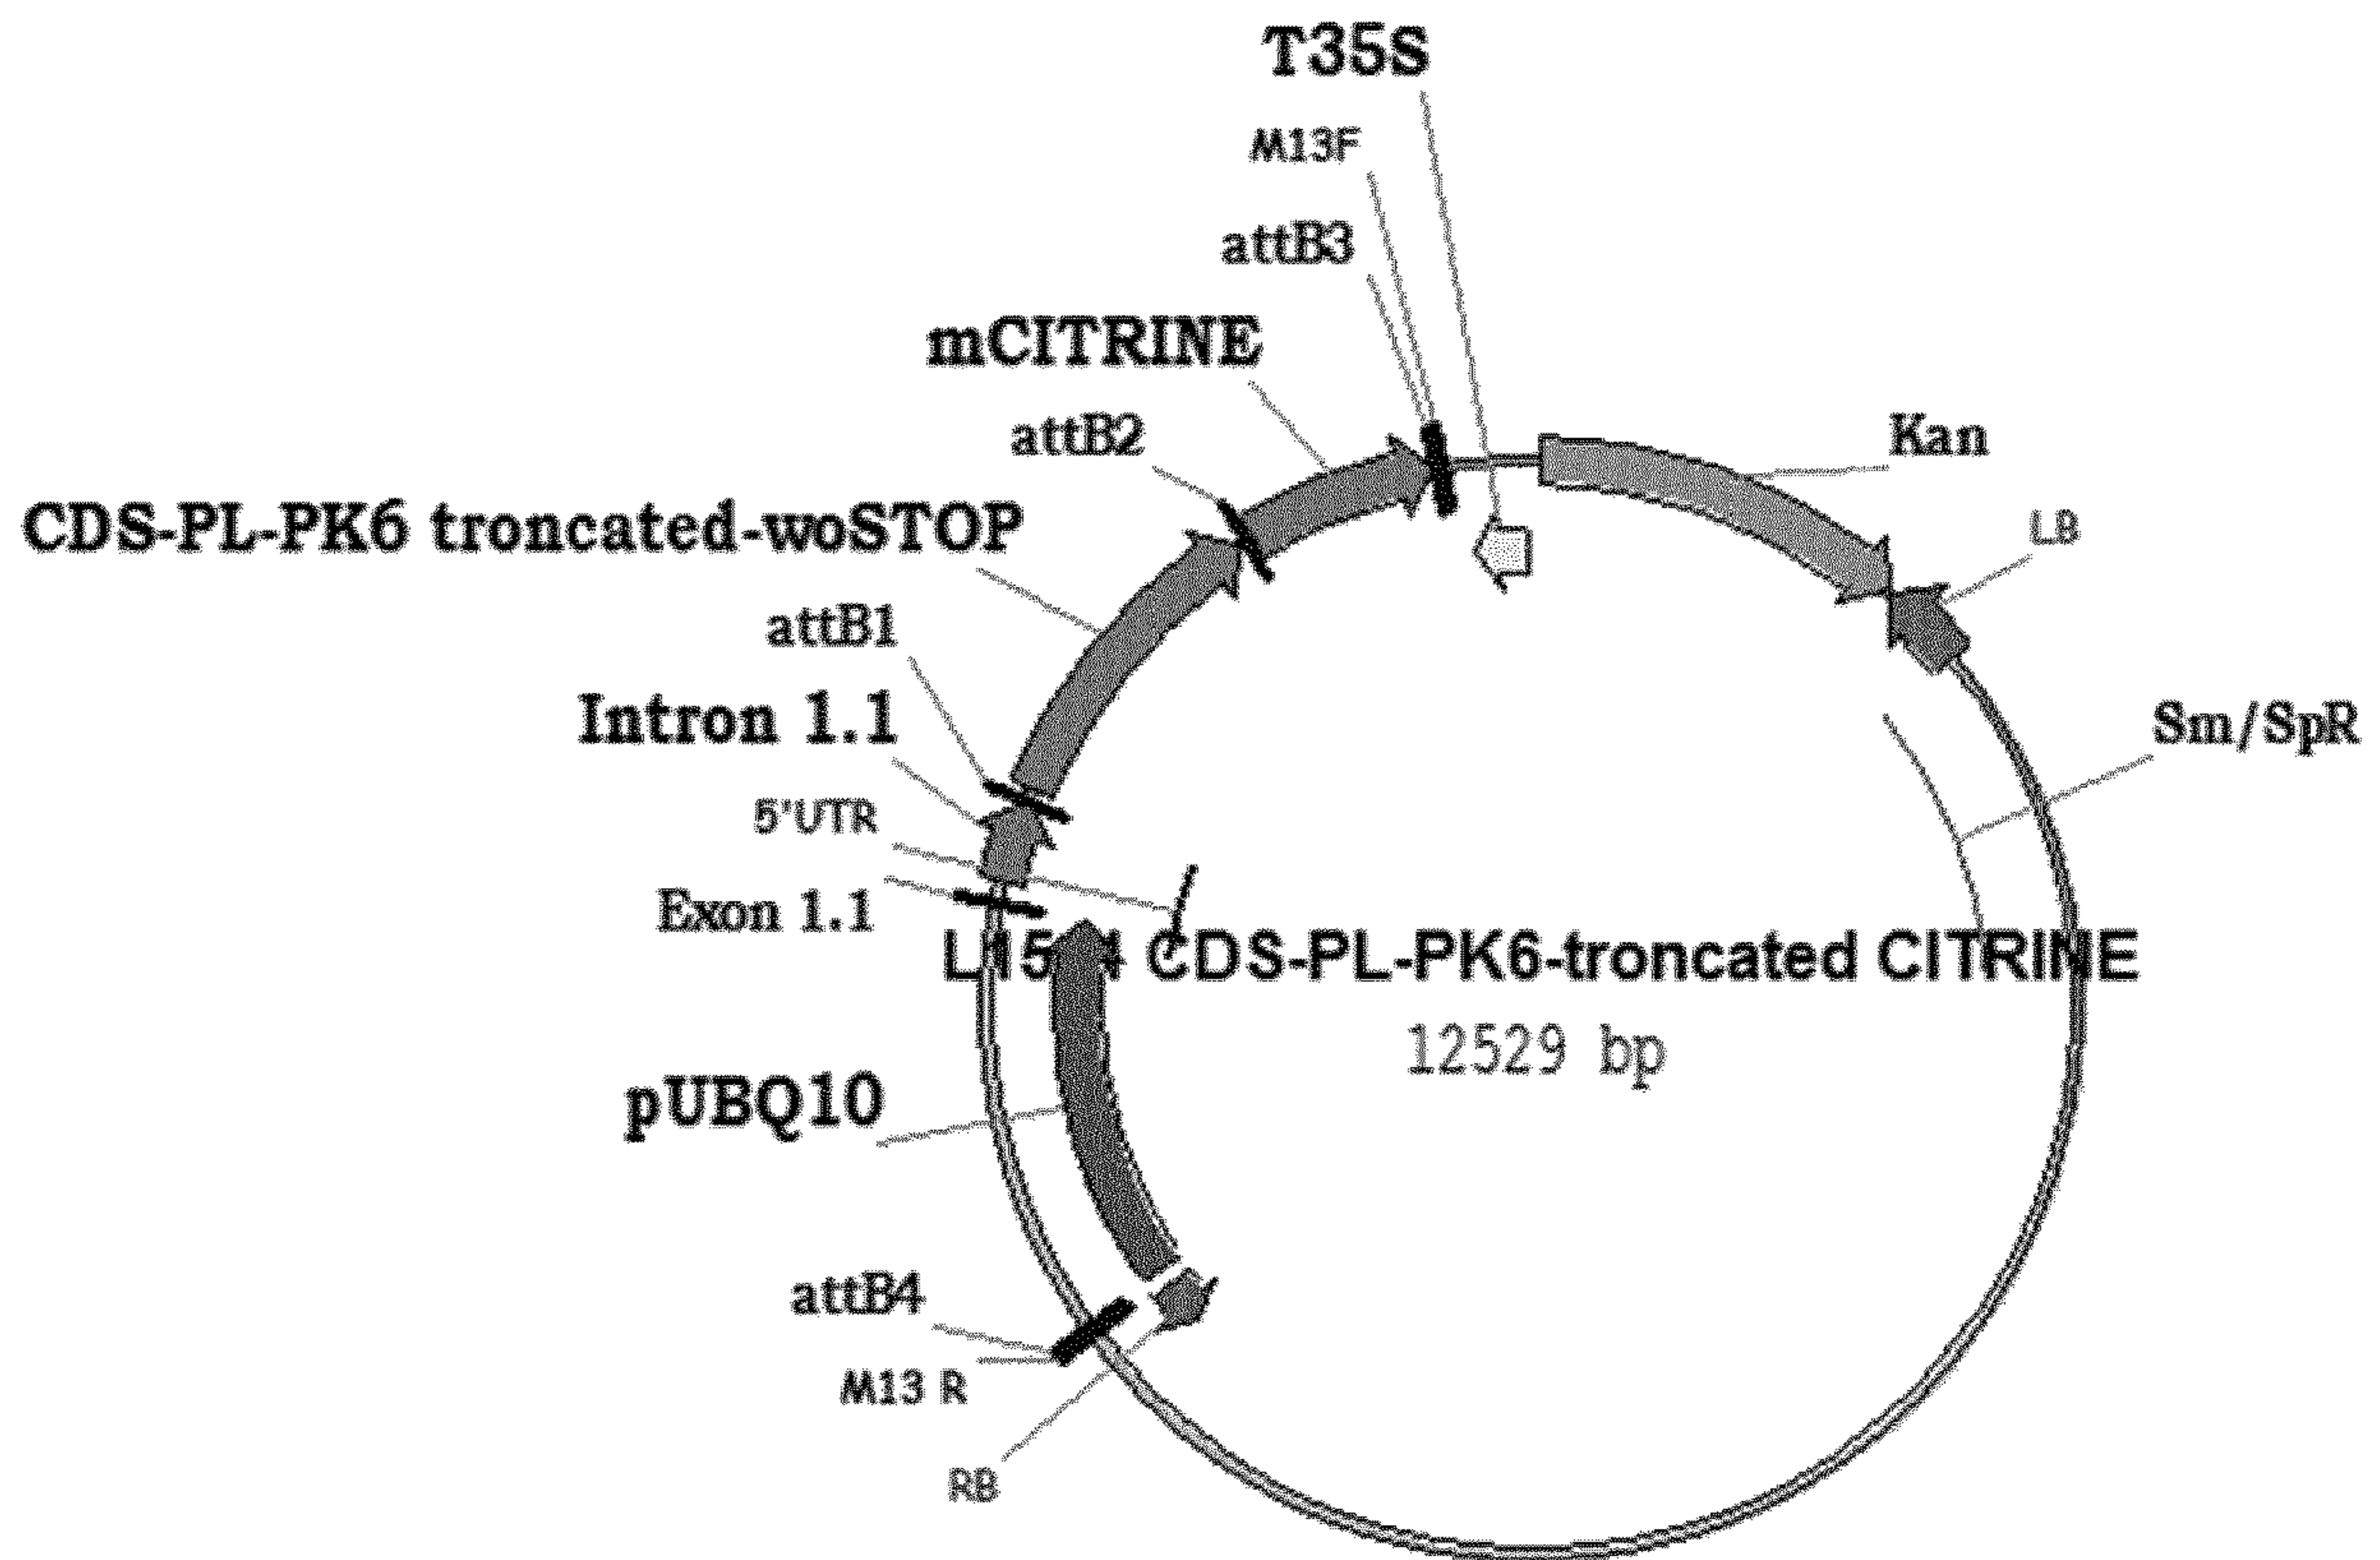 T35S
M13F
attB3
mCITRINE
attB2
Kan
CDS-PL-PK6 troncated-woSTOP
LB
attB1
Intron 1.1
Sm/SpR
5'UTR
Exon 1.1
CDS-PL-PK6-troncated CITRINE
12529 bp
pUBQ10
attB4
M13 R
RB